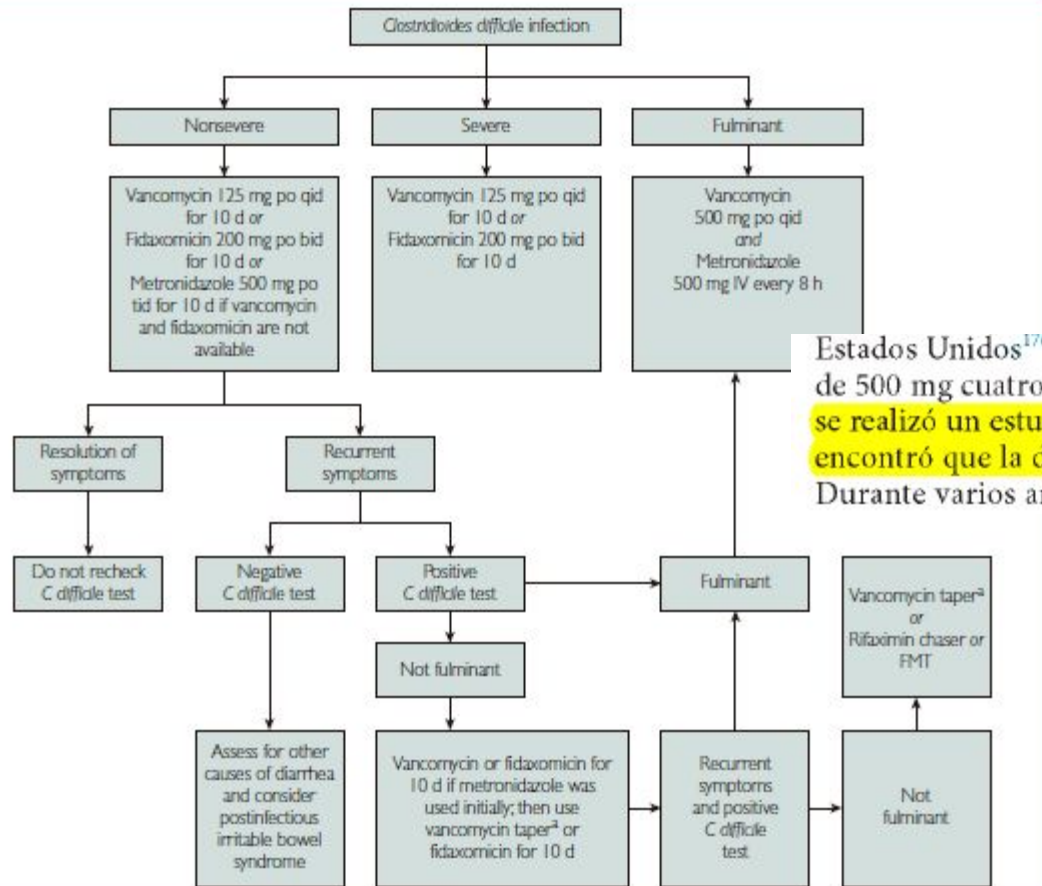 Clostridioides difficile infection
Nonsevere
Severe
Fulminant
Vancomycin 125 mg po qid
for 10 d or
Fidaxomicin 200 mg po bid
for 10 d or
Metronidazole 500 mg po
tid for 10 d if vancomycin
and fidaxomicin are not
available
Vancomycin 125 mg po qid
for 10 d or
Fidaxomicin 200 mg po bid
for 10 d
Vancomycin
500 mg po qid
and
Metronidazole
500 mg IV every 8 h
Estados Unidos
de 500 mg cuatro
se realizó un
encontró que la
Durante varios
Resolution of
symptoms
Recurrent
symptoms
Do not recheck
C difficile test
Negative
C difficile test
Positive
C difficile test
Fulminant
Vancomycin taperᵃ
or
Rifaximin chaser or
FMT
Not fulminant
Assess for other
causes of diarrhea
and consider
postinfectious
irritable bowel
syndrome
Vancomycin or fidaxomicin for
10 d if metronidazole was
used initially; then use
vancomycin taperᵃ or
fidaxomicin for 10 d
Recurrent
symptoms
and positive
C difficile
test
Not
fulminant